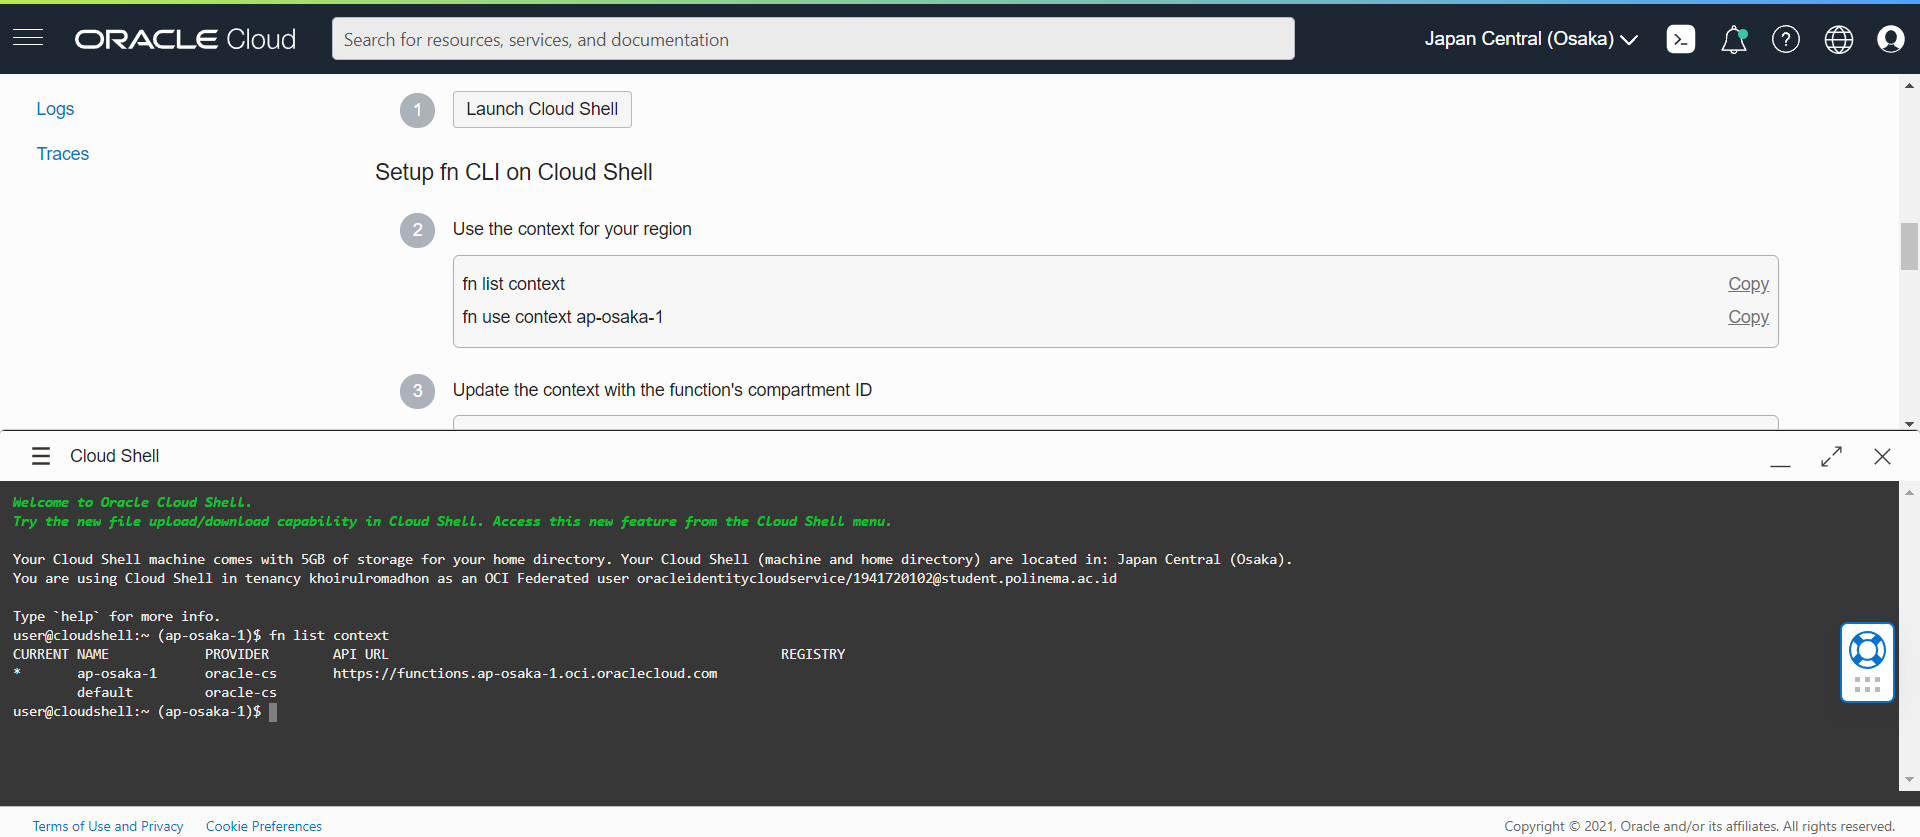 ORACLE Cloud
Search for resources, services, and documentation
Japan Central (Osaka)
Logs
Traces
1 Launch Cloud Shell
Setup fn CLI on Cloud Shell
2 Use the context for your region
fn list context Copy
fn use context ap-osaka-1 Copy
3 Update the context with the function's compartment ID
Cloud Shell
Welcome to Oracle Cloud Shell.
Try the new file upload/download capability in Cloud Shell. Access this new feature from the Cloud Shell menu.
Your Cloud Shell machine comes with 5GB of storage for your home directory. Your Cloud Shell (machine and home directory) are located in: Japan Central (Osaka).
You are using Cloud Shell in tenancy khoirulromadhon as an OCI Federated user oracleidentitycloudservice/1941720102@student.polinema.ac.id
Type `help` for more info.
user@cloudshell:~ (ap-osaka-1)$ fn list context
CURRENT NAME PROVIDER API URL REGISTRY
* ap-osaka-1 oracle-cs https://functions.ap-osaka-1.oci.oraclecloud.com
default oracle-cs
user@cloudshell:~ (ap-osaka-1)$
Terms of Use and Privacy Cookie Preferences
Copyright © 2021, Oracle and/or its affiliates. All rights reserved.